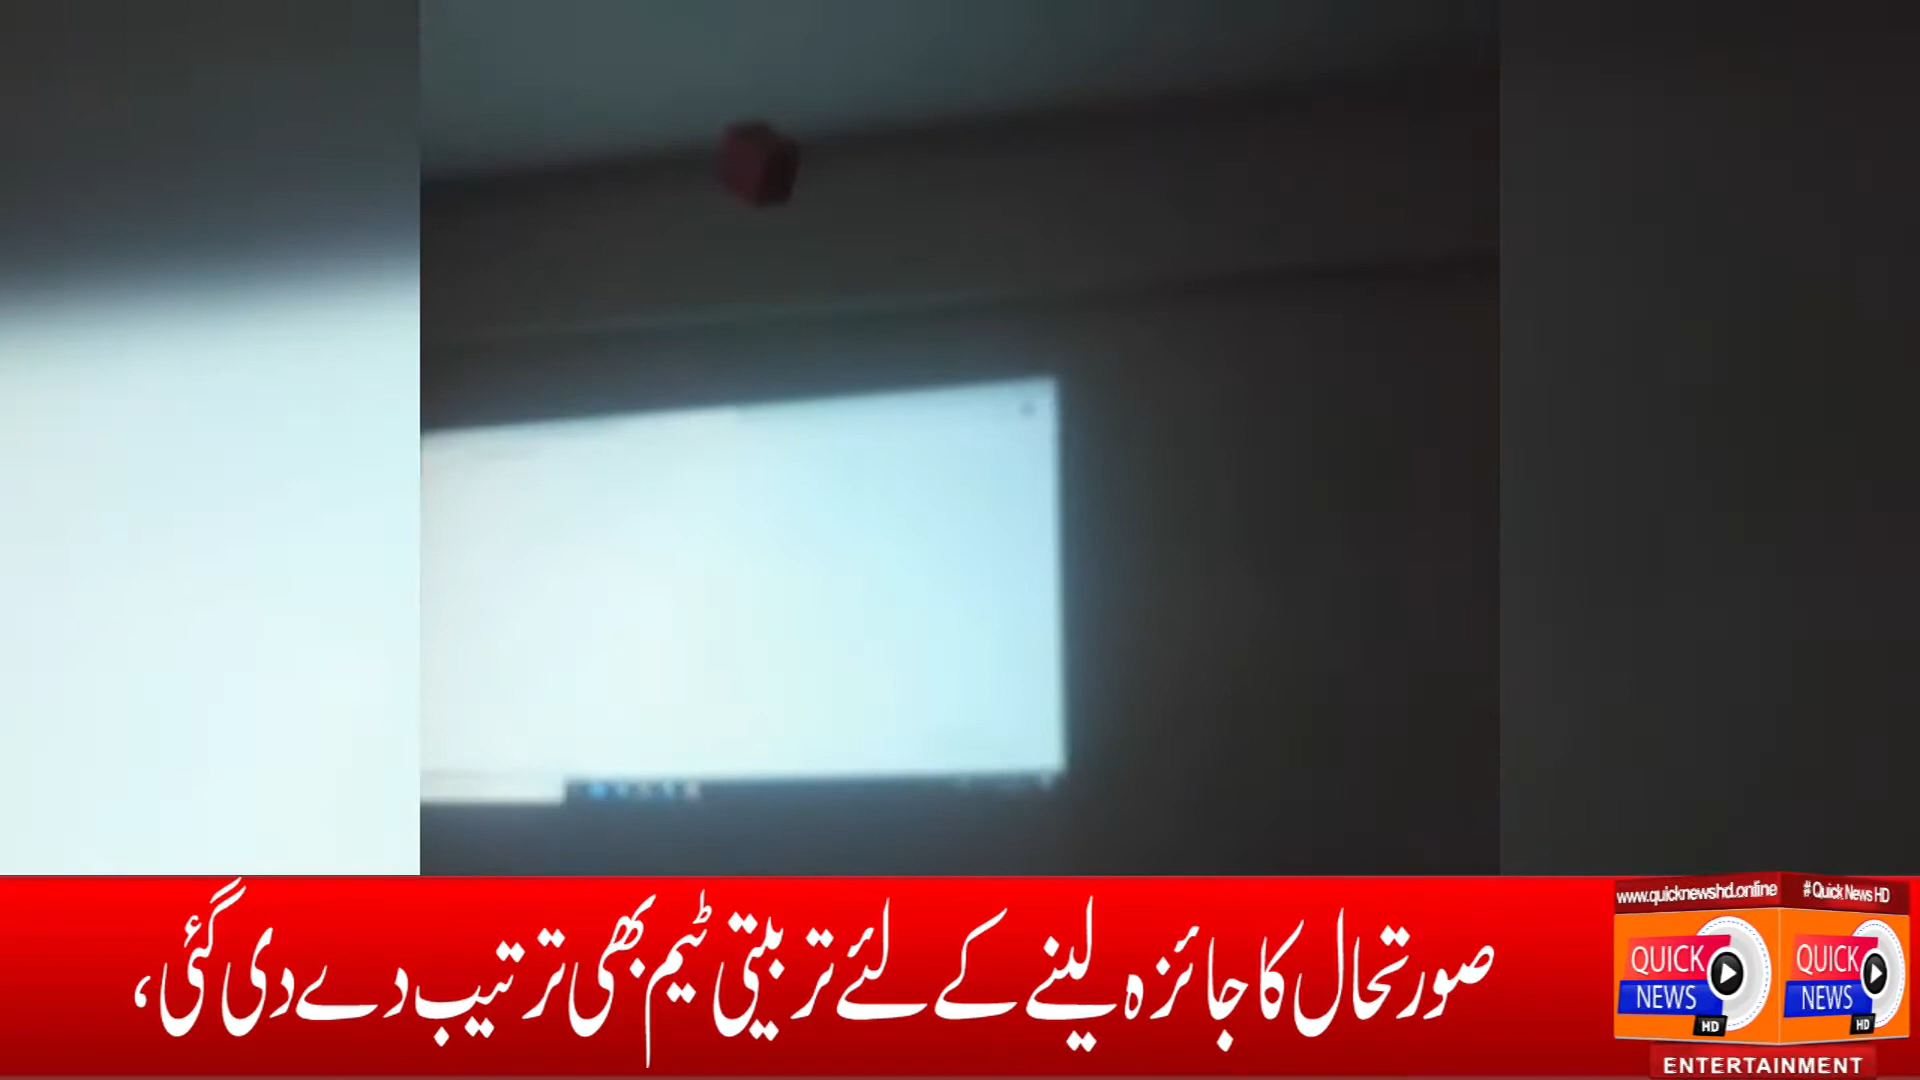 صورتحال کا جائزہ لینے کے لئے تربیتی ٹیم بھی ترتیب دے دی گئی،
www.quicknewshd.online
# Quick News HD
QUICK
NEWS
HD
QUICK
NEWS
HD
ENTERTAINMENT